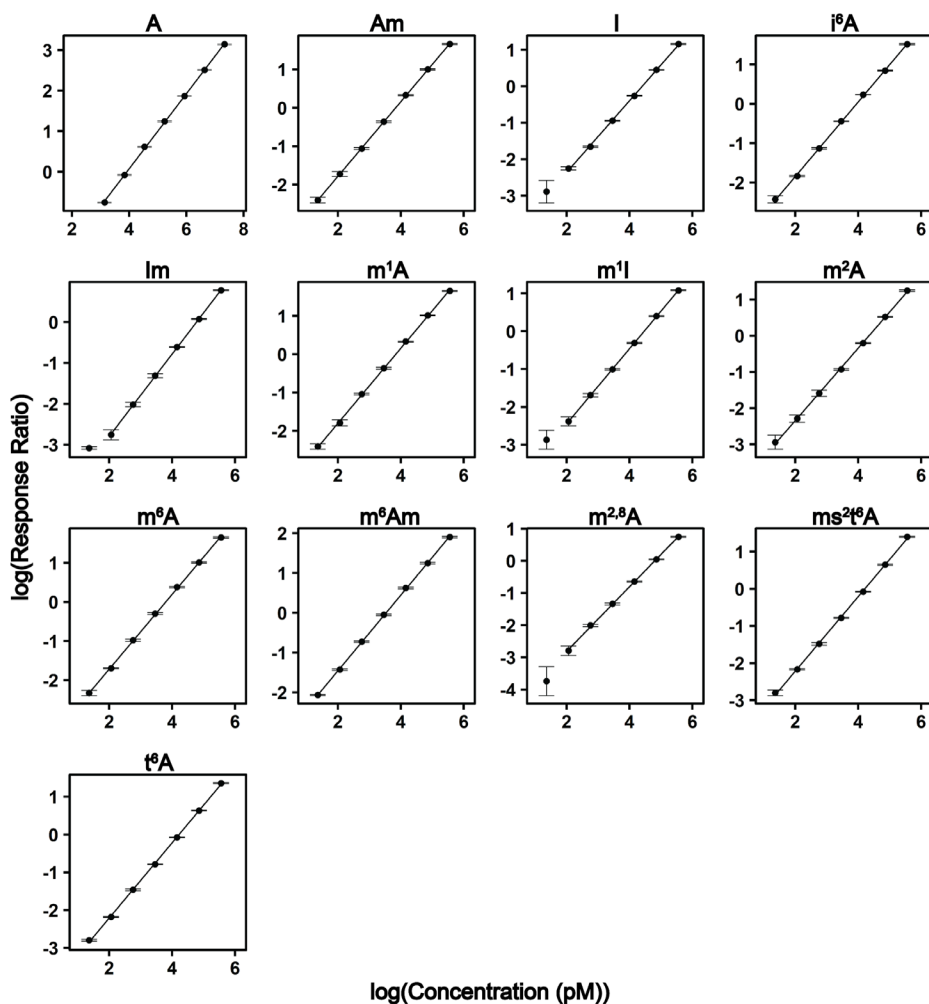 A Am I i⁶A
3 2 1 0
1 0 -1 -2
1 0 -1 -2 -3
1 0 -1 -2
2 4 6 8 2 4 6 2 4 6 2 4 6
Im m¹A m¹I m²A
0 -1 -2 -3
1 0 -1 -2
1 0 -1 -2 -3
1 0 -1 -2 -3
2 4 6 2 4 6 2 4 6 2 4 6
log(Response Ratio)
m⁶A m⁶Am m²,⁸A ms²t⁶A
1 0 -1 -2
2 1 0 -1 -2
1 0 -1 -2 -3 -4
1 0 -1 -2 -3
2 4 6 2 4 6 2 4 6 2 4 6
t⁶A
1 0 -1 -2 -3
2 4 6
log(Concentration (pM))